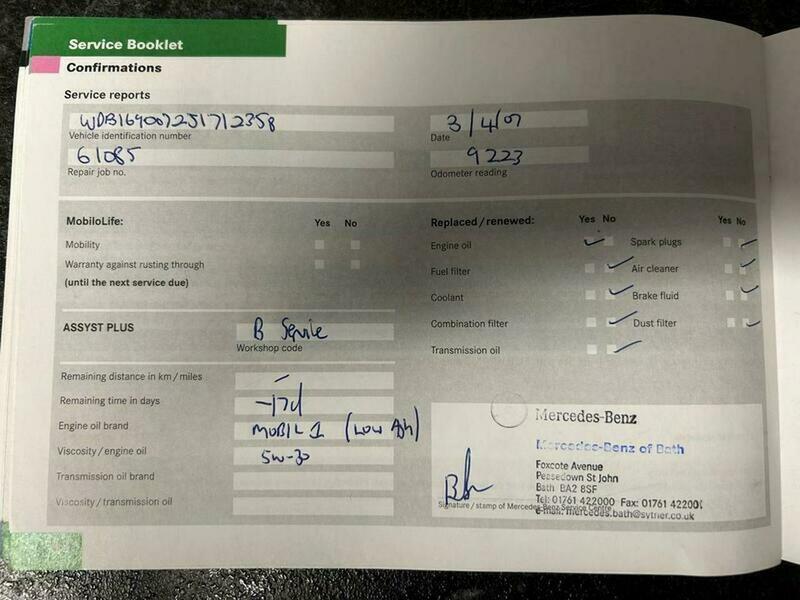 Service Booklet
Confirmations
Service reports
WDB1690072J1712358
Vehicle identification number
3/4/07
Date
61085
Repair job no.
9223
Odometer reading
MobiloLife:
Yes No
Mobility
Warranty against rusting through
(until the next service due)
Replaced/renewed:
Yes No
Yes No
Engine oil
Spark plugs
Fuel filter
Air cleaner
Coolant
Brake fluid
Combination filter
Dust filter
Transmission oil
ASSYST PLUS
B Service
Workshop code
Remaining distance in km/miles
-
Remaining time in days
-17d
Engine oil brand
MOBIL 1 (Low Ash)
Viscosity/engine oil
5w-30
Transmission oil brand
Viscosity/transmission oil
Mercedes-Benz
Mercedes-Benz of Bath
Foxcote Avenue
Peasedown St John
Bath BA2 8SF
Tel: 01761 422000 Fax: 01761 422001
e-mail: mercedes.bath@sytner.co.uk
Signature/stamp of Mercedes-Benz Service Centre